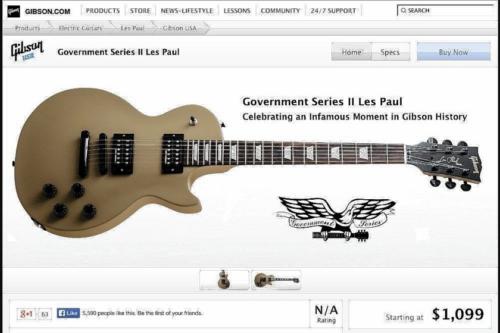 GIBSON.COM PRODUCTS STORE NEWS-LIFESTYLE LESSONS COMMUNITY 24/7 SUPPORT SEARCH
Products Electric Guitars Les Paul Gibson USA
Gibson USA Government Series II Les Paul Home Specs Buy Now
Government Series II Les Paul
Celebrating an Infamous Moment in Gibson History
Gibson
Les Paul
Government Series
g+1 63 Like 5,590 people like this. Be the first of your friends.
N/A
Rating
Starting at $1,099